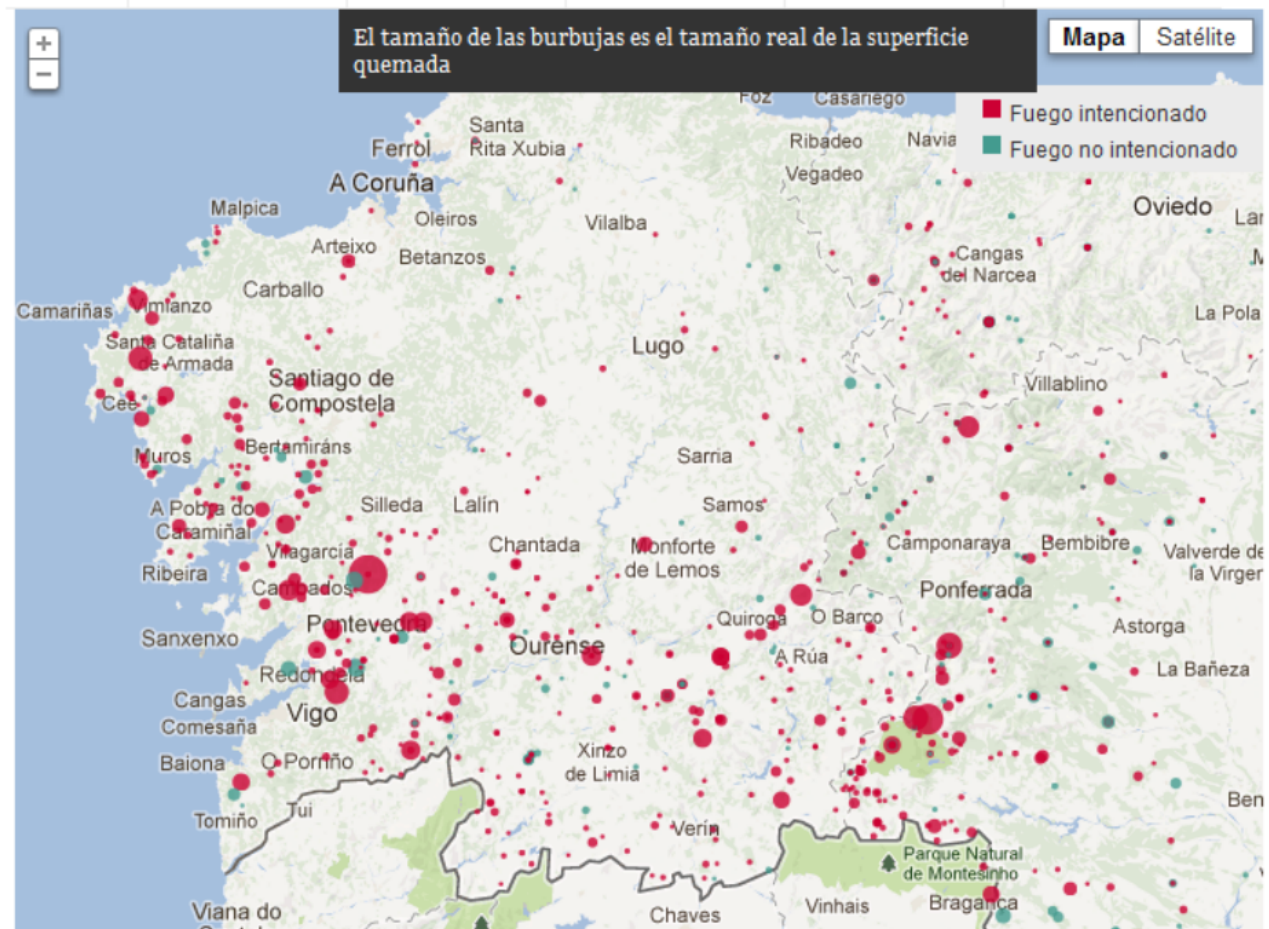 +
−
El tamaño de las burbujas es el tamaño real de la superficie
quemada
Mapa
Satélite
Fuego intencionado
Fuego no intencionado
Foz
Casariego
Santa
Rita Xubia
Ferrol
Ribadeo
Navia
Vegadeo
A Coruña
Malpica
Oviedo
Oleiros
Vilalba
Arteixo
Betanzos
Cangas
del Narcea
Carballo
Camariñas
Vimianzo
La Pola
Santa Cataliña
de Armada
Lugo
Santiago de
Compostela
Villablino
Cee
Bertamiráns
Muros
Sarria
A Pobra do
Caramiñal
Silleda
Lalín
Samos
Vilagarcía
Chantada
Monforte
de Lemos
Camponaraya
Bembibre
Valverde de
la Virgen
Ribeira
Cambados
Ponferrada
Sanxenxo
Pontevedra
Quiroga
O Barco
Astorga
Ourense
A Rúa
La Bañeza
Redondela
Cangas
Vigo
Comesaña
Baiona
O Porriño
Xinzo
de Limia
Tui
Tomiño
Verín
Parque Natural
de Montesinho
Viana do
Chaves
Vinhais
Bragança